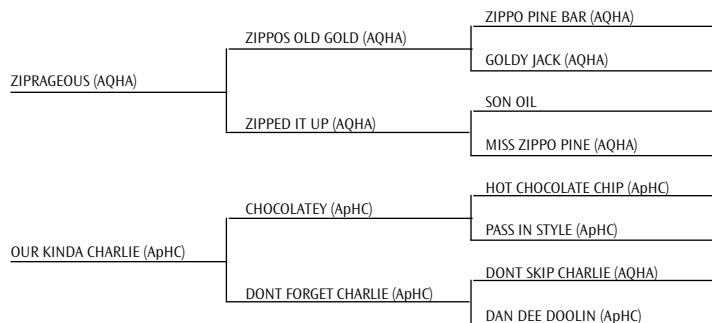 ZIPPO PINE BAR (AQHA)
ZIPPOS OLD GOLD (AQHA)
GOLDY JACK (AQHA)
ZIPRAGEOUS (AQHA)
SON OIL
ZIPPED IT UP (AQHA)
MISS ZIPPO PINE (AQHA)
HOT CHOCOLATE CHIP (ApHC)
CHOCOLATEY (ApHC)
PASS IN STYLE (ApHC)
OUR KINDA CHARLIE (ApHC)
DONT SKIP CHARLIE (AQHA)
DONT FORGET CHARLIE (ApHC)
DAN DEE DOOLIN (ApHC)